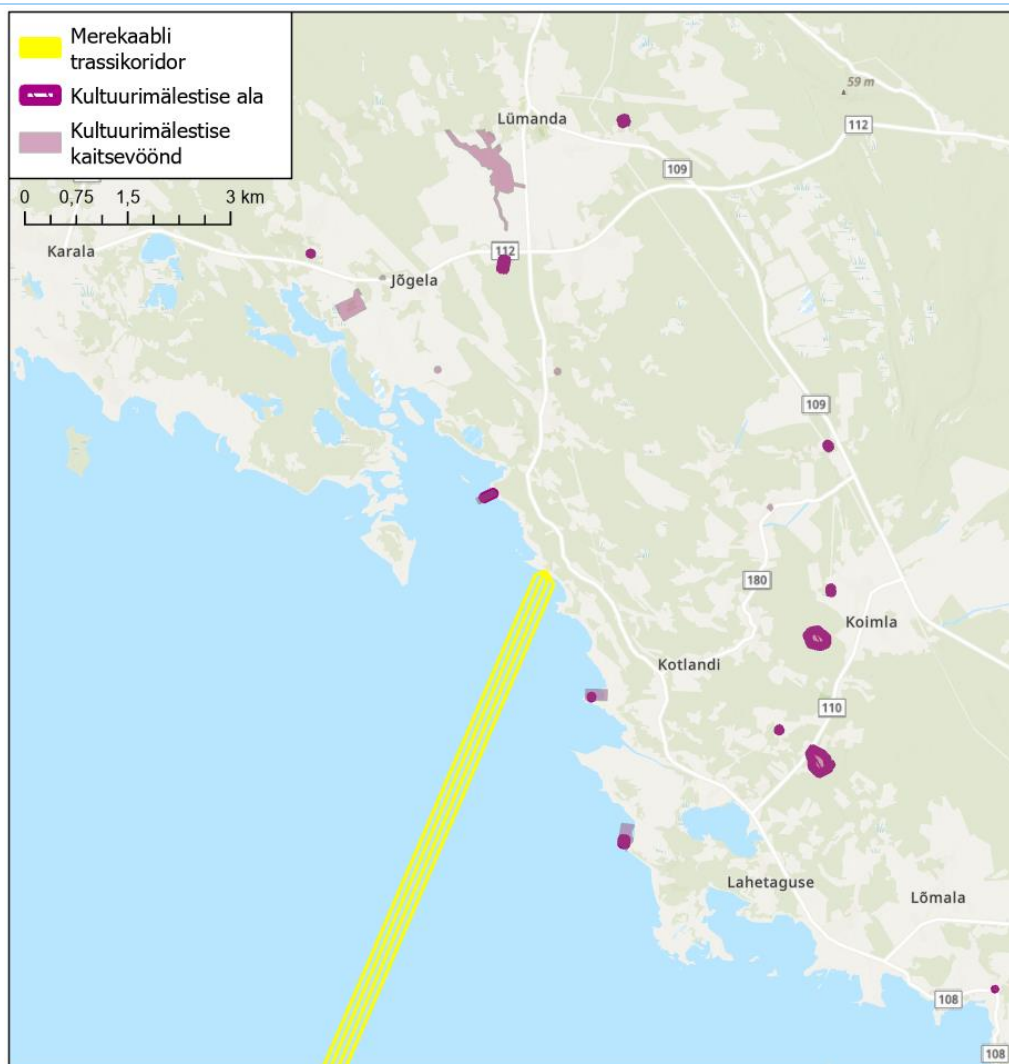 Merekaabli
trassikoridor
Kultuurimälestise ala
Kultuurimälestise
kaitsevöönd
0 0,75 1,5 3 km
59 m
Lümanda
112
109
Karala
112
Jõgela
109
180
Koimla
Kotlandi
110
Lahetaguse
Lõmala
108
108